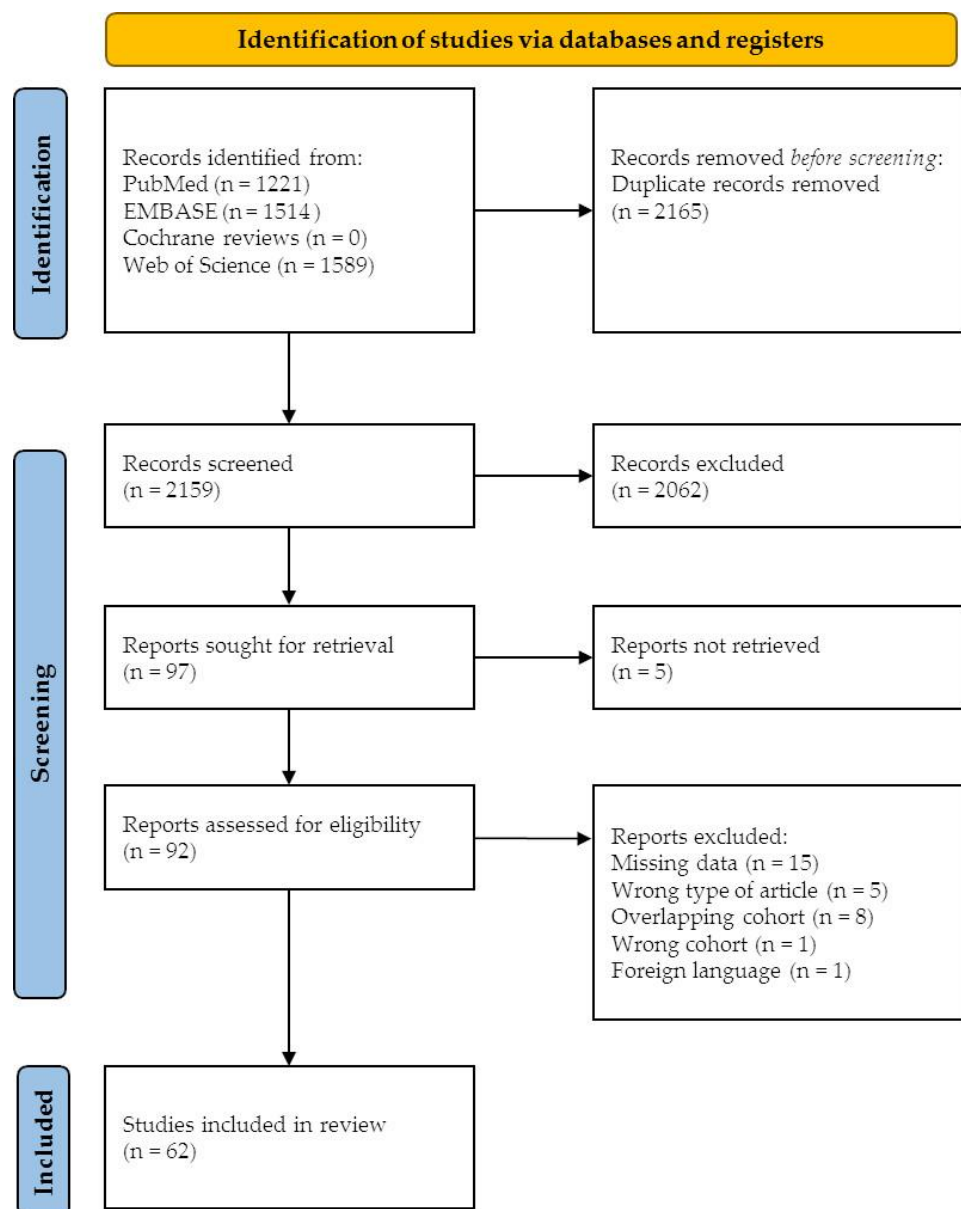 Identification of studies via databases and registers
Identification
Records identified from:
PubMed (n = 1221)
EMBASE (n = 1514 )
Cochrane reviews (n = 0)
Web of Science (n = 1589)
Records removed before screening:
Duplicate records removed
(n = 2165)
Screening
Records screened
(n = 2159)
Records excluded
(n = 2062)
Reports sought for retrieval
(n = 97)
Reports not retrieved
(n = 5)
Reports assessed for eligibility
(n = 92)
Reports excluded:
Missing data (n = 15)
Wrong type of article (n = 5)
Overlapping cohort (n = 8)
Wrong cohort (n = 1)
Foreign language (n = 1)
Included
Studies included in review
(n = 62)